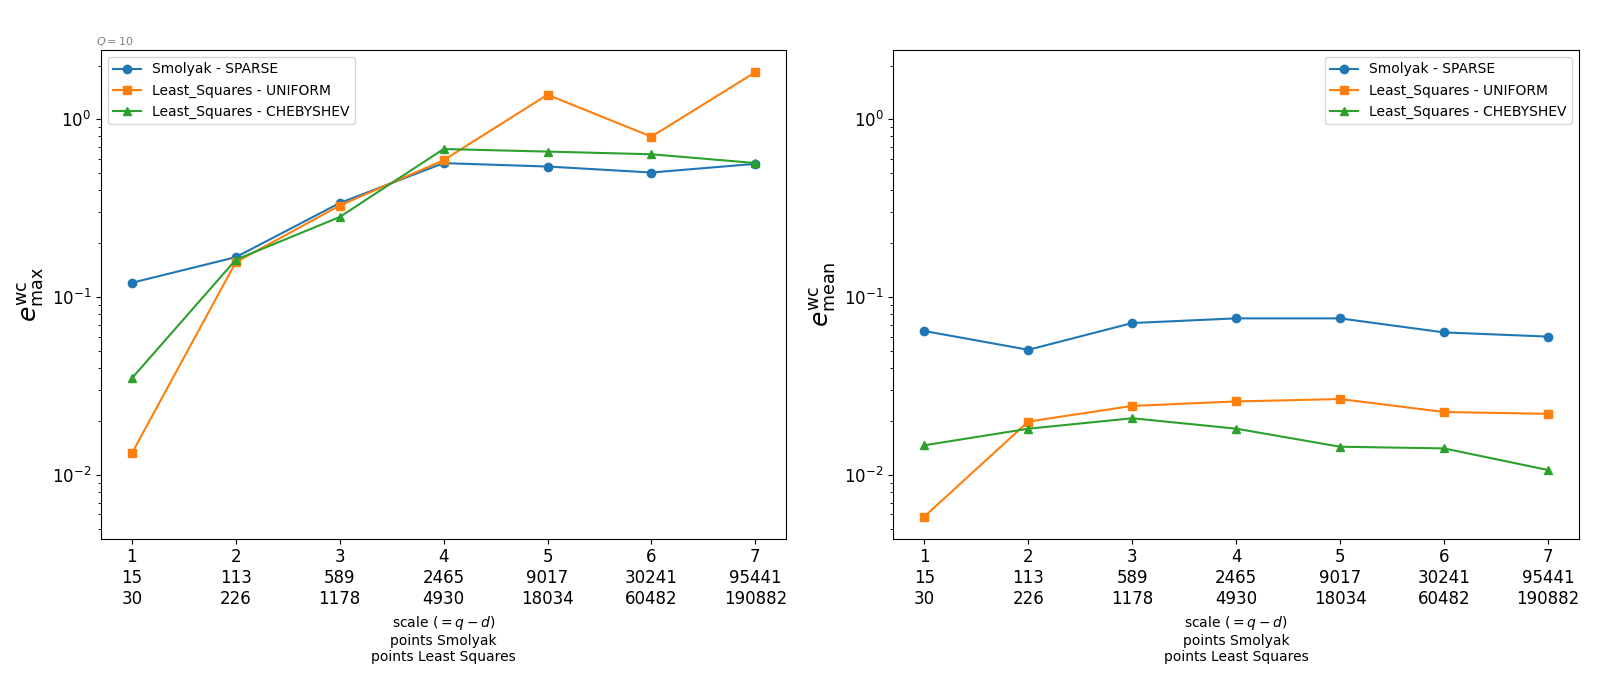 Q = 10
Smolyak - SPARSE
Least_Squares - UNIFORM
Least_Squares - CHEBYSHEV
10^0
10^{-1}
10^{-2}
e^{wc}_{max}
1 2 3 4 5 6 7
15 113 589 2465 9017 30241 95441
30 226 1178 4930 18034 60482 190882
scale (= q − d)
points Smolyak
points Least Squares
Smolyak - SPARSE
Least_Squares - UNIFORM
Least_Squares - CHEBYSHEV
10^0
10^{-1}
10^{-2}
e^{wc}_{mean}
1 2 3 4 5 6 7
15 113 589 2465 9017 30241 95441
30 226 1178 4930 18034 60482 190882
scale (= q − d)
points Smolyak
points Least Squares